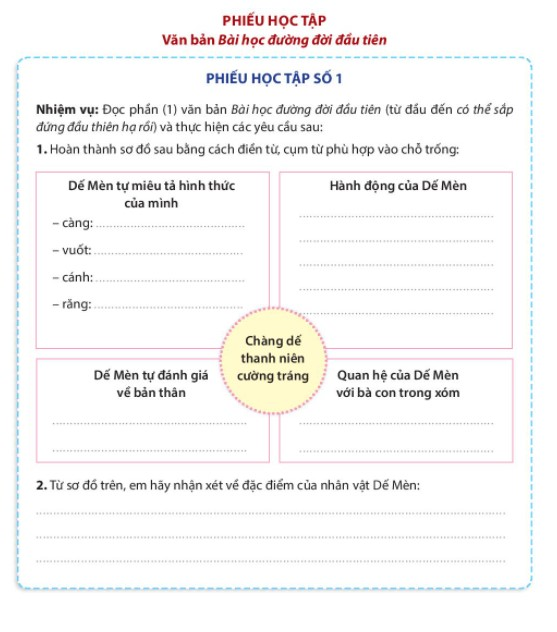 PHIẾU HỌC TẬP
Văn bản Bài học đường đời đầu tiên
PHIẾU HỌC TẬP SỐ 1
Nhiệm vụ: Đọc phần (1) văn bản Bài học đường đời đầu tiên (từ đầu đến có thể sắp
đứng đầu thiên hạ rồi) và thực hiện các yêu cầu sau:
1. Hoàn thành sơ đồ sau bằng cách điền từ, cụm từ phù hợp vào chỗ trống:
Dế Mèn tự miêu tả hình thức
của mình
– càng: ........................................
– vuốt: ........................................
– cánh: ........................................
– răng: ........................................
Hành động của Dế Mèn
....................................................
....................................................
....................................................
....................................................
....................................................
Chàng dế
thanh niên
cường tráng
Dế Mèn tự đánh giá
về bản thân
....................................................
....................................................
Quan hệ của Dế Mèn
với bà con trong xóm
....................................................
....................................................
2. Từ sơ đồ trên, em hãy nhận xét về đặc điểm của nhân vật Dế Mèn:
................................................................................................................
................................................................................................................
................................................................................................................